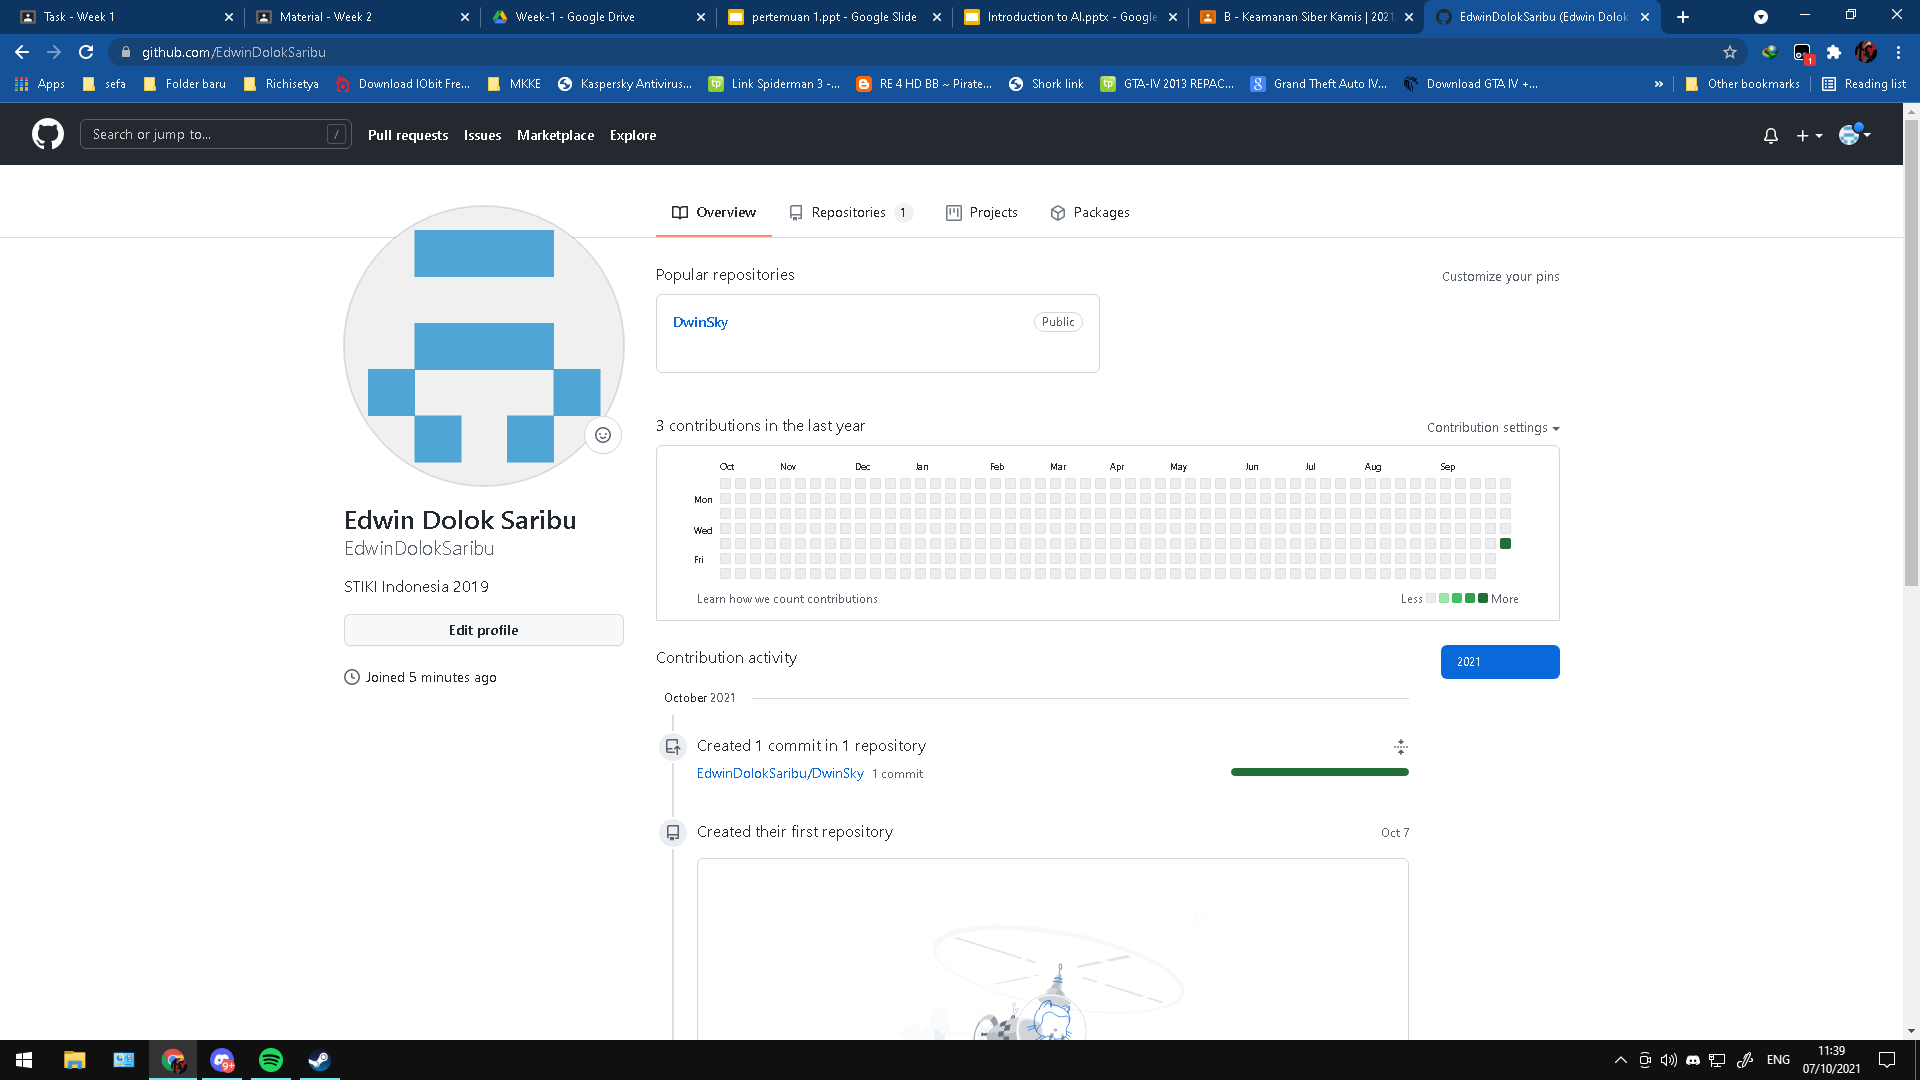 Task - Week 1
Material - Week 2
Week-1 - Google Drive
pertemuan 1.ppt - Google Slide
Introduction to AI.pptx - Google
B - Keamanan Siber Kamis | 2021
EdwinDolokSaribu (Edwin Dolok
github.com/EdwinDolokSaribu
1
Apps
sefa
Folder baru
Richisetya
Download IObit Fre...
MKKE
Kaspersky Antivirus...
Link Spiderman 3 -...
RE 4 HD BB ~ Pirate...
Shork link
GTA-IV 2013 REPAC...
Grand Theft Auto IV...
Download GTA IV +...
»
Other bookmarks
Reading list
Search or jump to...
/
Pull requests
Issues
Marketplace
Explore
Overview
Repositories 1
Projects
Packages
Popular repositories
Customize your pins
DwinSky
Public
3 contributions in the last year
Contribution settings
Oct Nov Dec Jan Feb Mar Apr May Jun Jul Aug Sep
Mon
Wed
Fri
Learn how we count contributions
Less
More
Edwin Dolok Saribu
EdwinDolokSaribu
STIKI Indonesia 2019
Edit profile
Joined 5 minutes ago
Contribution activity
2021
October 2021
Created 1 commit in 1 repository
EdwinDolokSaribu/DwinSky 1 commit
Created their first repository
Oct 7
9+
ENG
11:39
07/10/2021